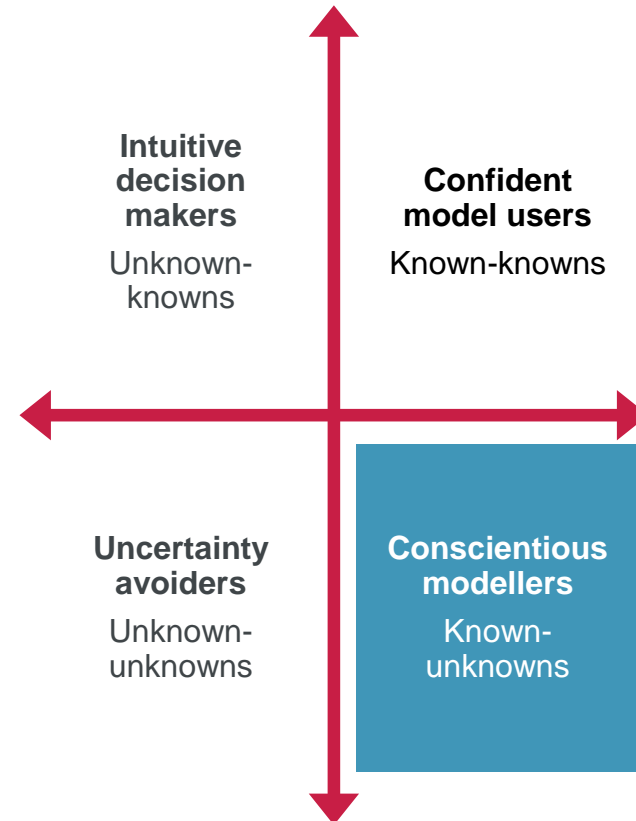 Intuitive
decision
makers
Unknown-
knowns
Confident
model users
Known-knowns
Uncertainty
avoiders
Unknown-
unknowns
Conscientious
modellers
Known-
unknowns